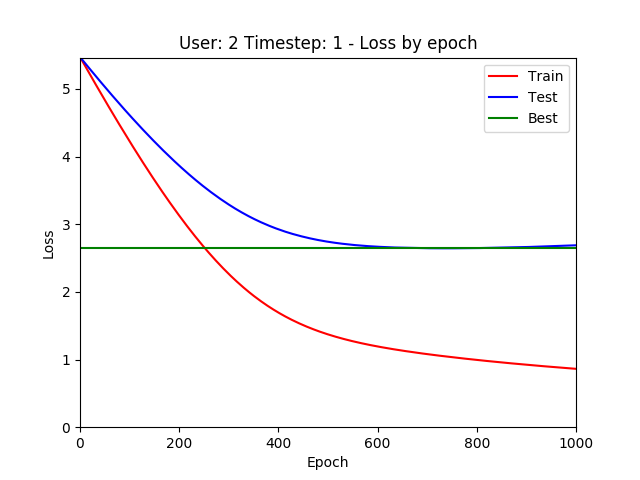 User: 2 Timestep: 1 - Loss by epoch
Train
Test
Best
Loss
5
4
3
2
1
0
0 200 400 600 800 1000
Epoch